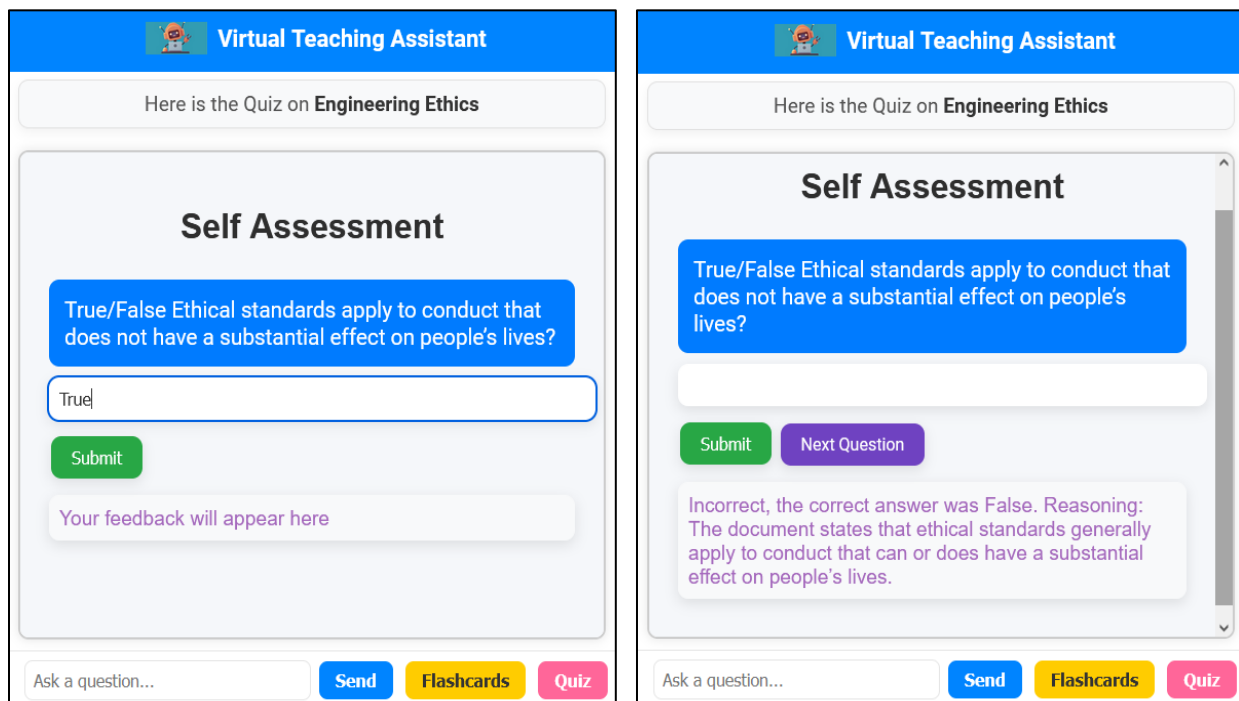 Virtual Teaching Assistant
Here is the Quiz on Engineering Ethics
Self Assessment
True/False Ethical standards apply to conduct that
does not have a substantial effect on people’s lives?
True
Submit
Your feedback will appear here
Ask a question...
Send
Flashcards
Quiz
Virtual Teaching Assistant
Here is the Quiz on Engineering Ethics
Self Assessment
True/False Ethical standards apply to conduct that
does not have a substantial effect on people’s
lives?
Submit
Next Question
Incorrect, the correct answer was False. Reasoning:
The document states that ethical standards generally
apply to conduct that can or does have a substantial
effect on people’s lives.
Ask a question...
Send
Flashcards
Quiz